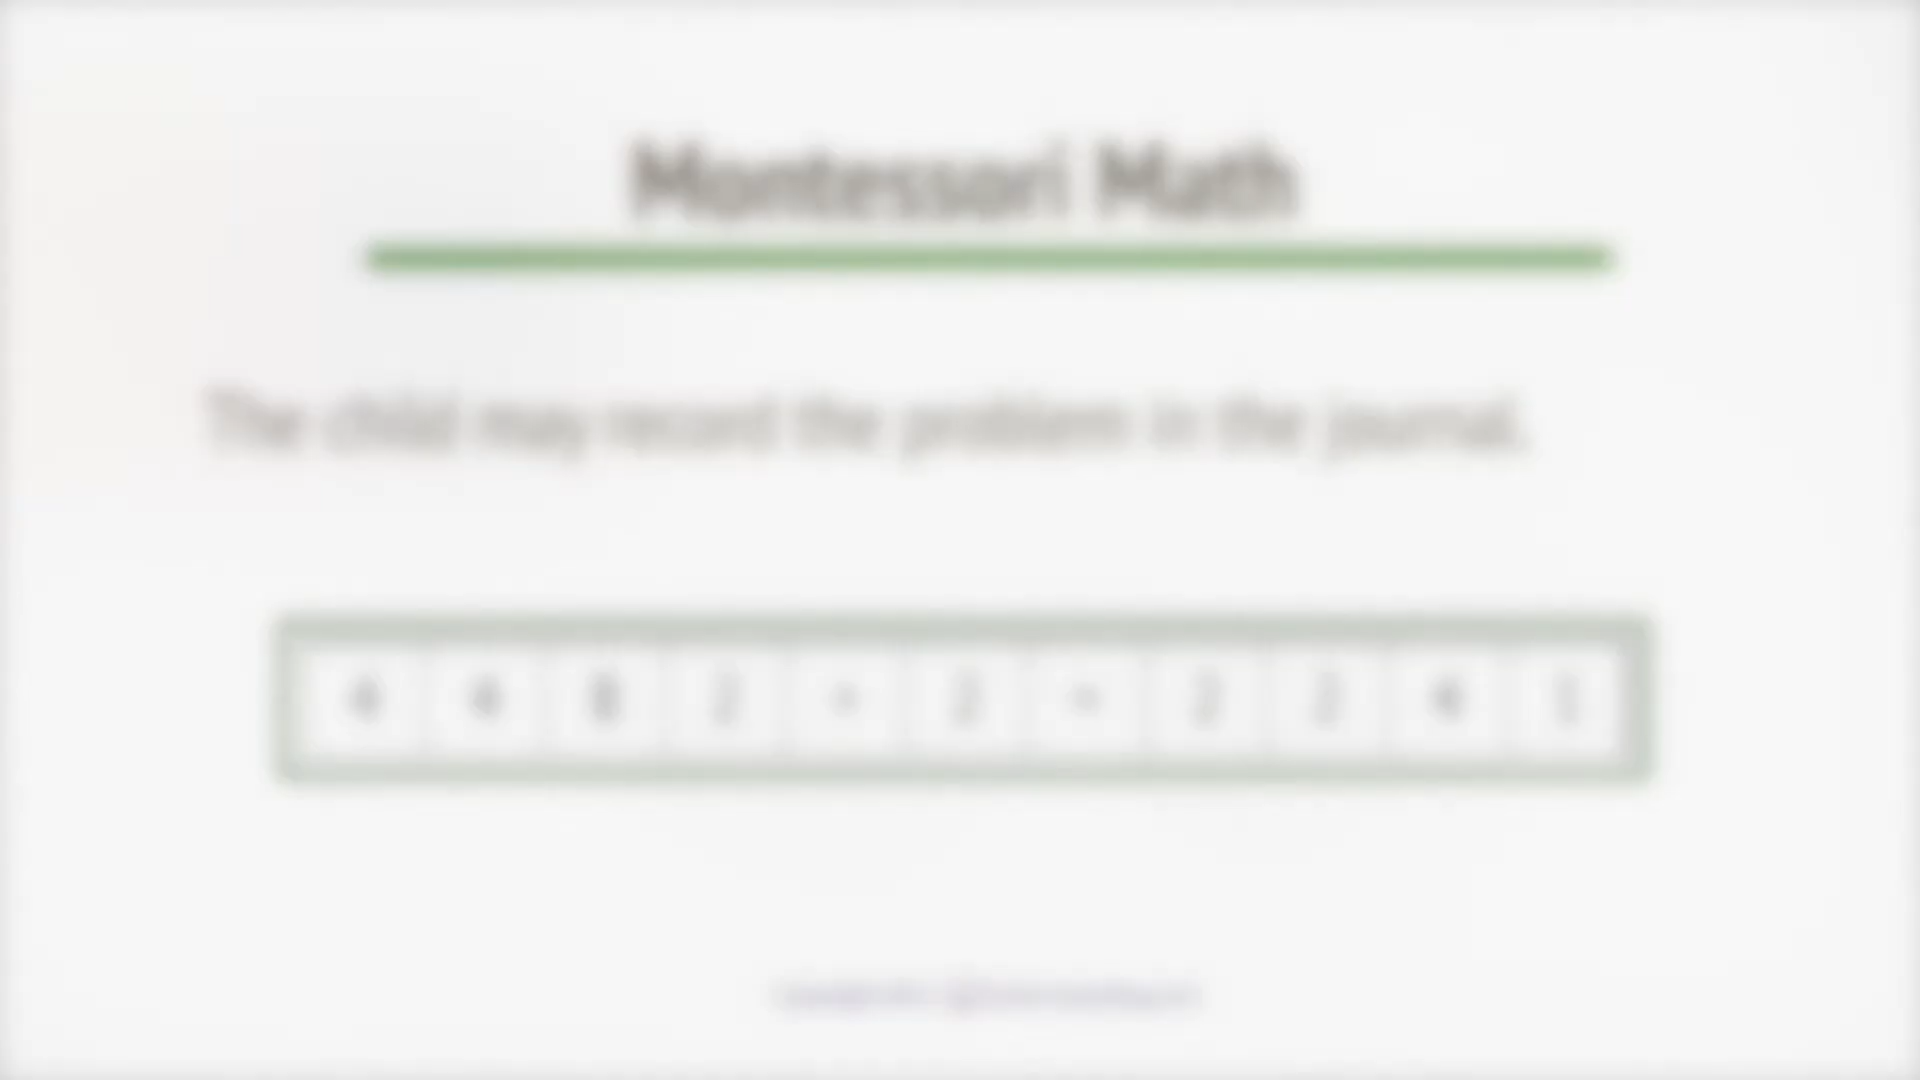 Montessori Math
The child may record the problem in the journal.
4 4 8 2 ÷ 2 = 2 2 4 1